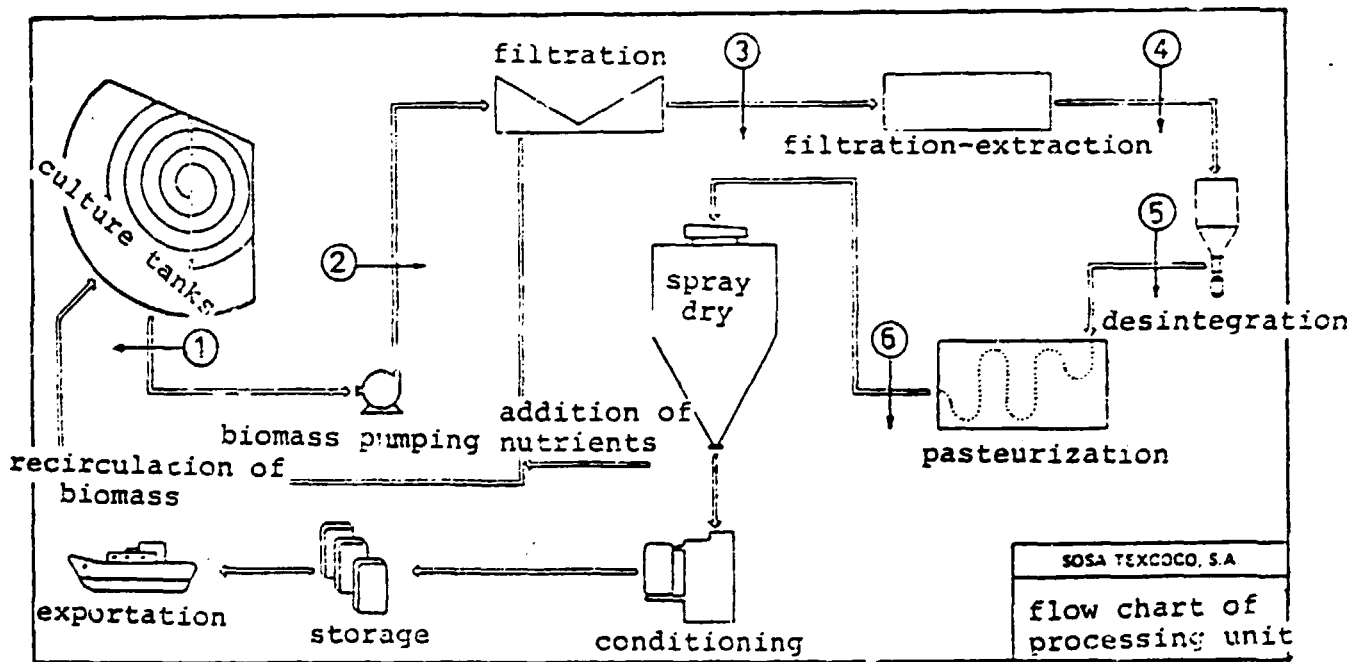 filtration
3
4
filtration-extraction
culture tanks
2
spray
dry
5
desintegration
1
6
biomass pumping
addition of
nutrients
pasteurization
recirculation of
biomass
exportation
storage
conditioning
SOSA TEXCOCO, S.A.
flow chart of
processing unit